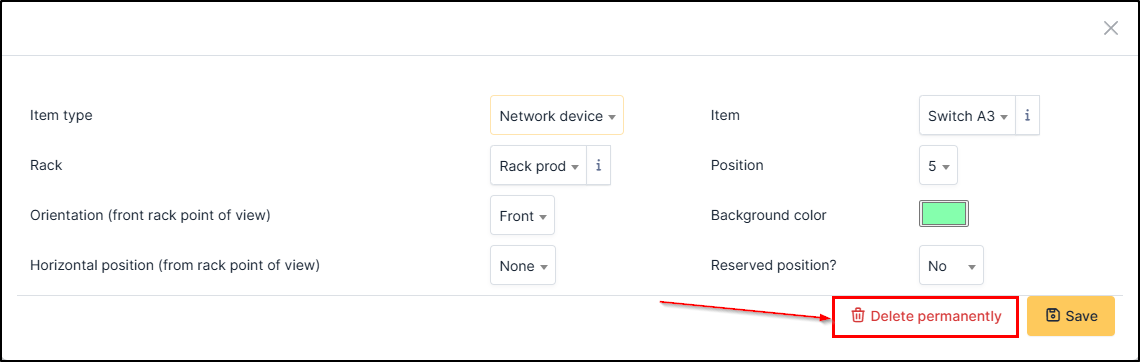 Item type Network device Item Switch A3 i
Rack Rack prod i Position 5
Orientation (front rack point of view) Front Background color
Horizontal position (from rack point of view) None Reserved position? No
Delete permanently Save